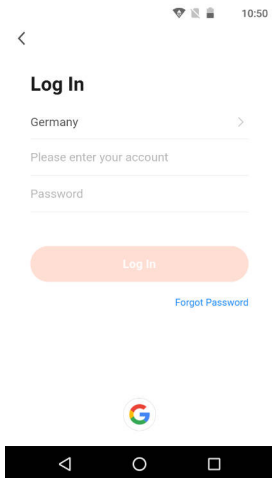 10:50
Log In
Germany
Please enter your account
Password
Log In
Forgot Password